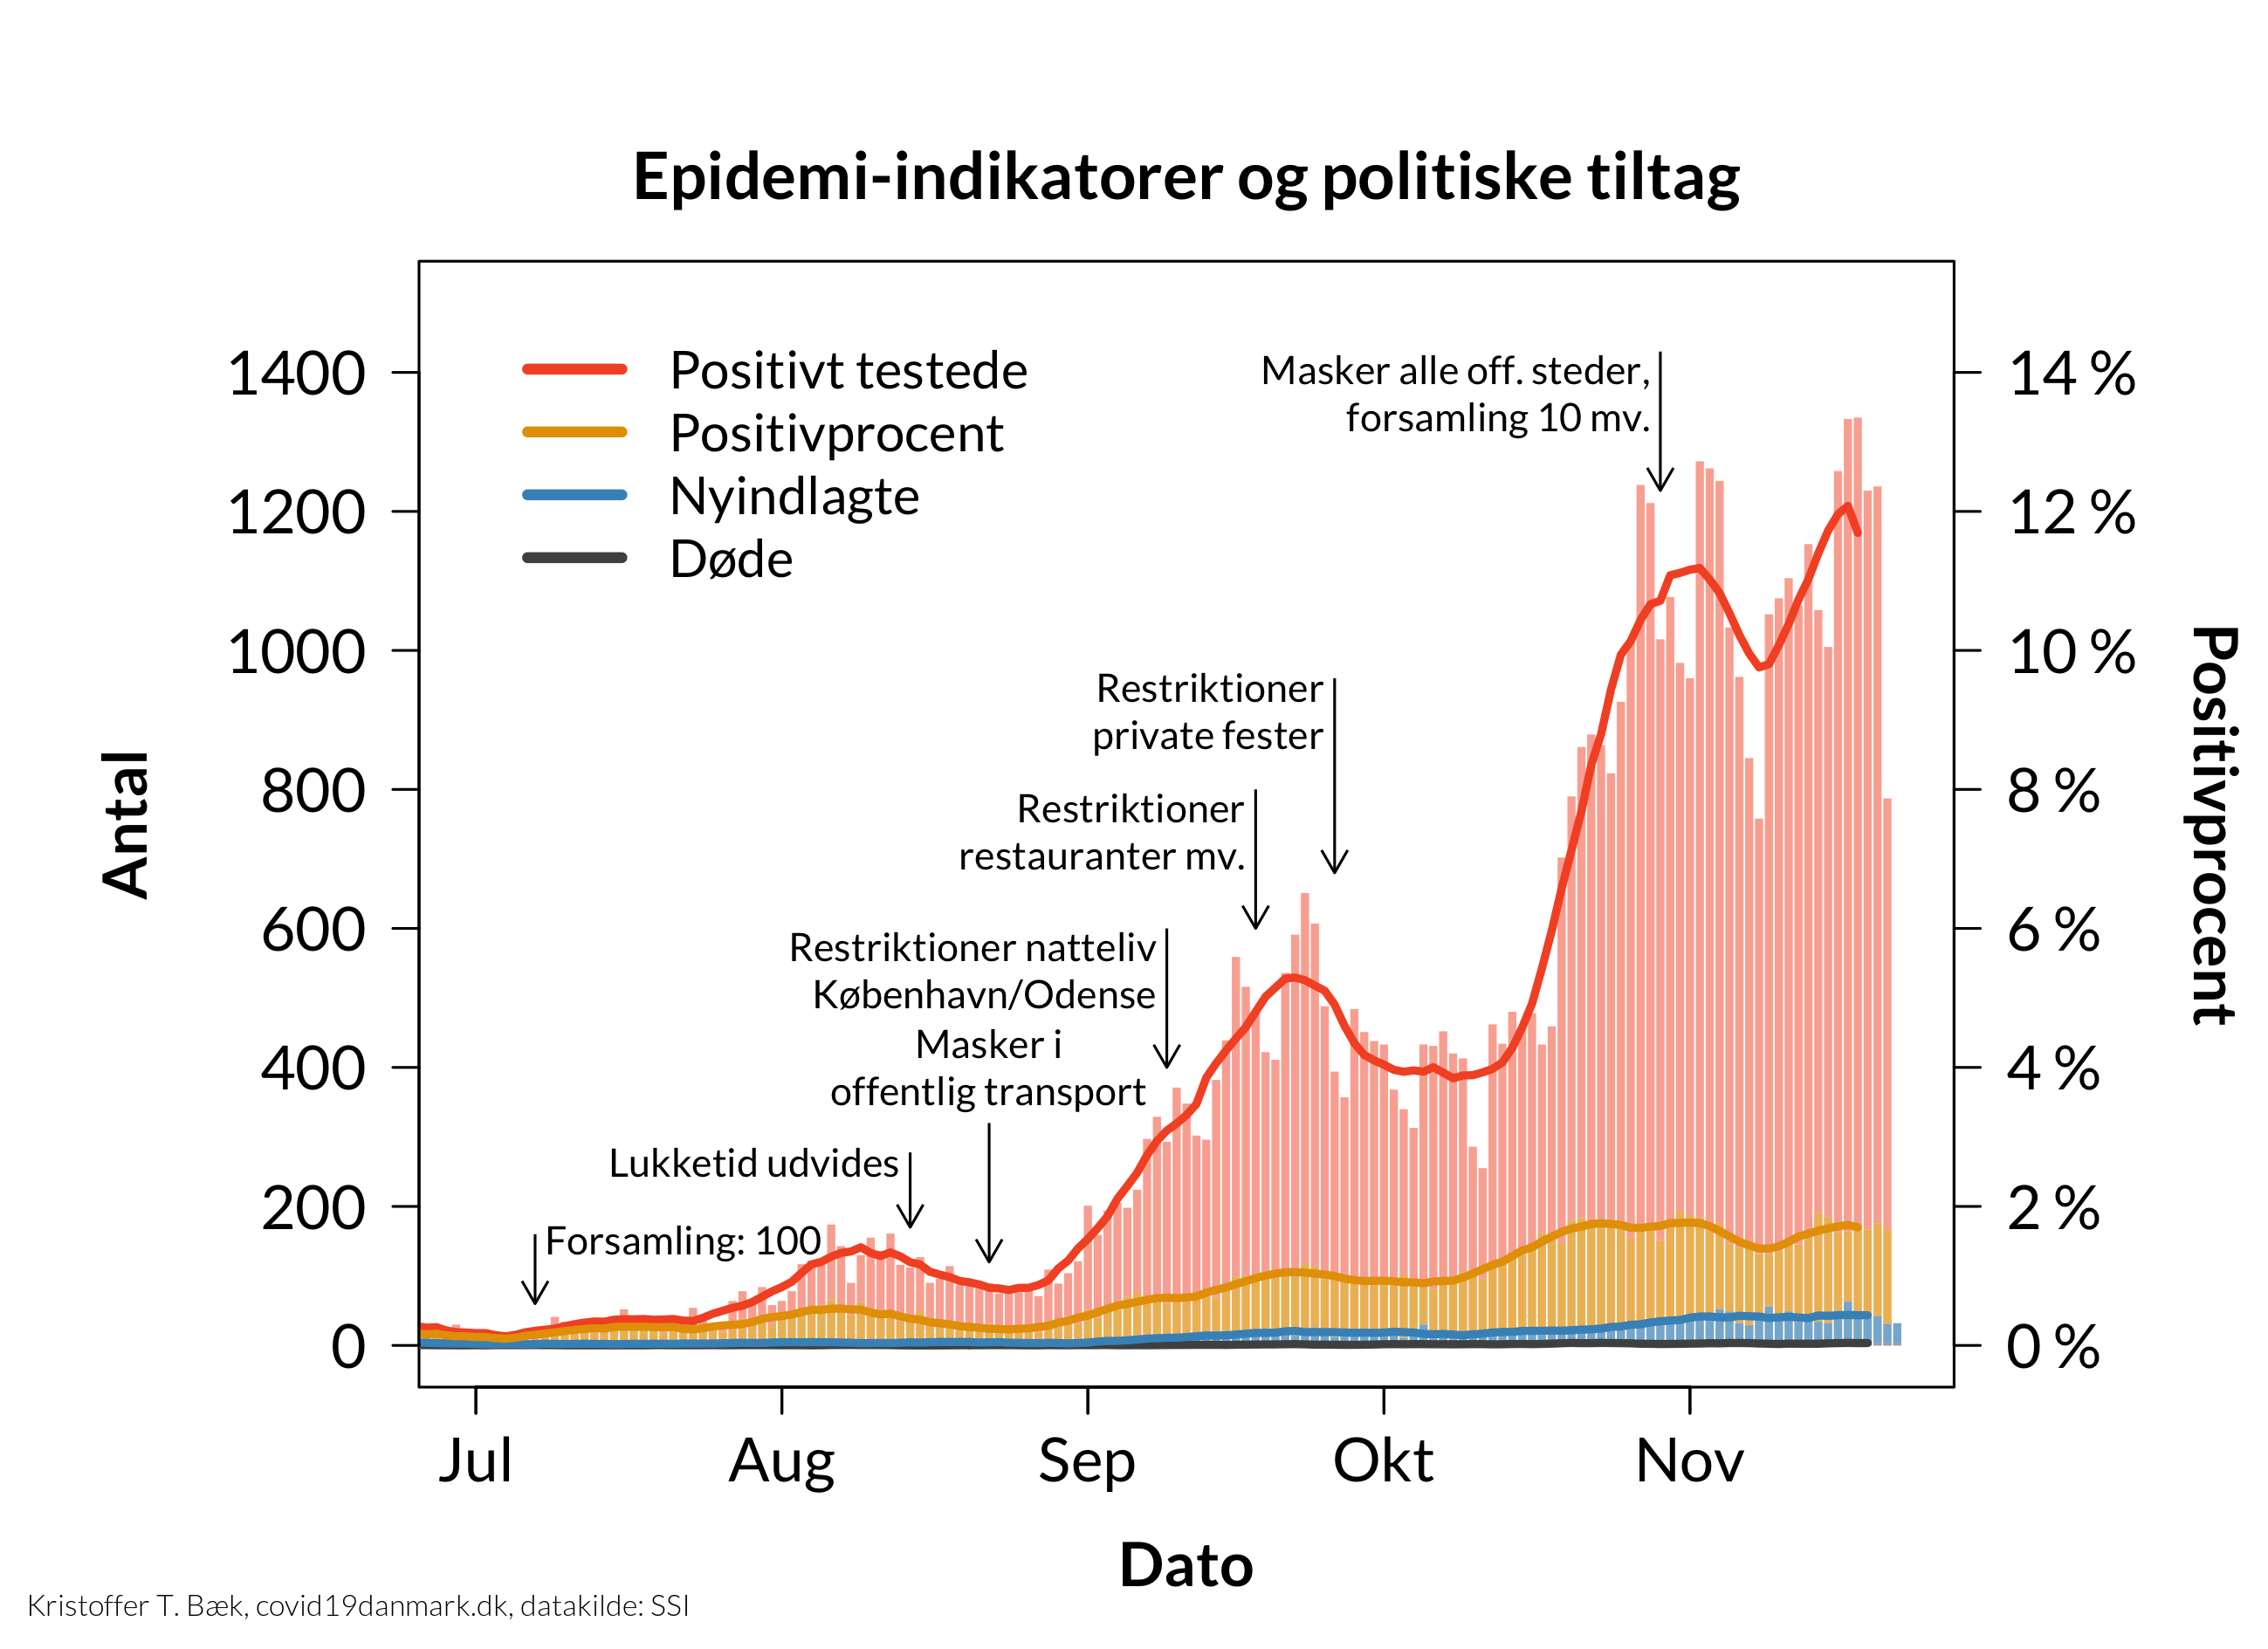 Epidemi-indikatorer og politiske tiltag
Positivt testede
Positivprocent
Nyindlagte
Døde
Masker alle off. steder,
forsamling 10 mv.
Restriktioner
private fester
Restriktioner
restauranter mv.
Restriktioner natteliv
København/Odense
Masker i
offentlig transport
Lukketid udvides
Forsamling: 100
Antal
1400
1200
1000
800
600
400
200
0
14 %
12 %
10 %
8 %
6 %
4 %
2 %
0 %
Positivprocent
Jul
Aug
Sep
Okt
Nov
Dato
Kristoffer T. Bæk, covid19danmark.dk, datakilde: SSI